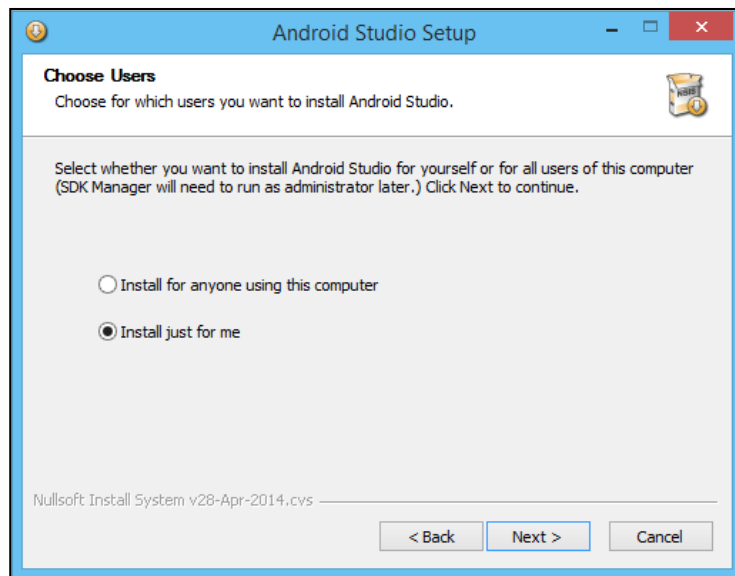 Android Studio Setup
Choose Users
Choose for which users you want to install Android Studio.
NSIS
Select whether you want to install Android Studio for yourself or for all users of this computer
(SDK Manager will need to run as administrator later.) Click Next to continue.
Install for anyone using this computer
Install just for me
Nullsoft Install System v28-Apr-2014.cvs
< Back
Next >
Cancel